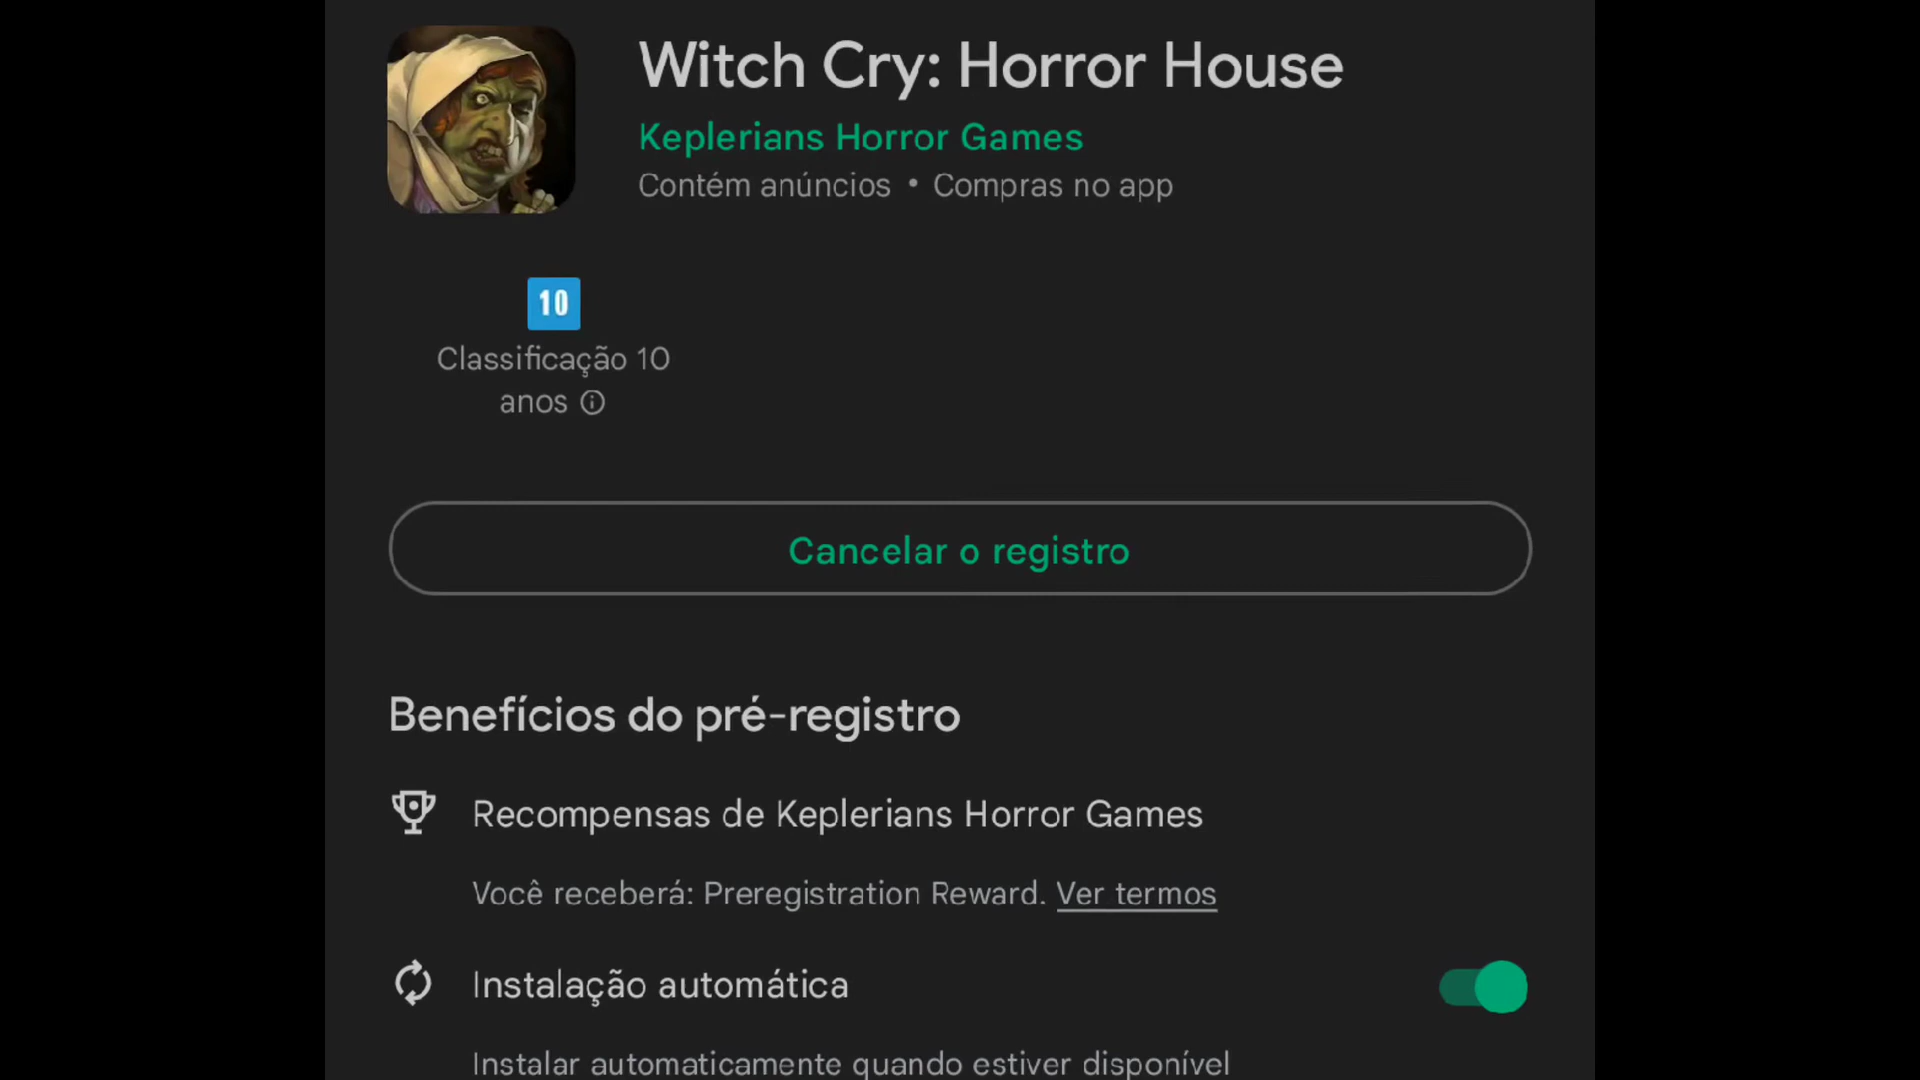 Witch Cry: Horror House
Keplerians Horror Games
Contém anúncios • Compras no app
10
Classificação 10
anos
Cancelar o registro
Benefícios do pré-registro
Recompensas de Keplerians Horror Games
Você receberá: Preregistration Reward. Ver termos
Instalação automática
Instalar automaticamente quando estiver disponível